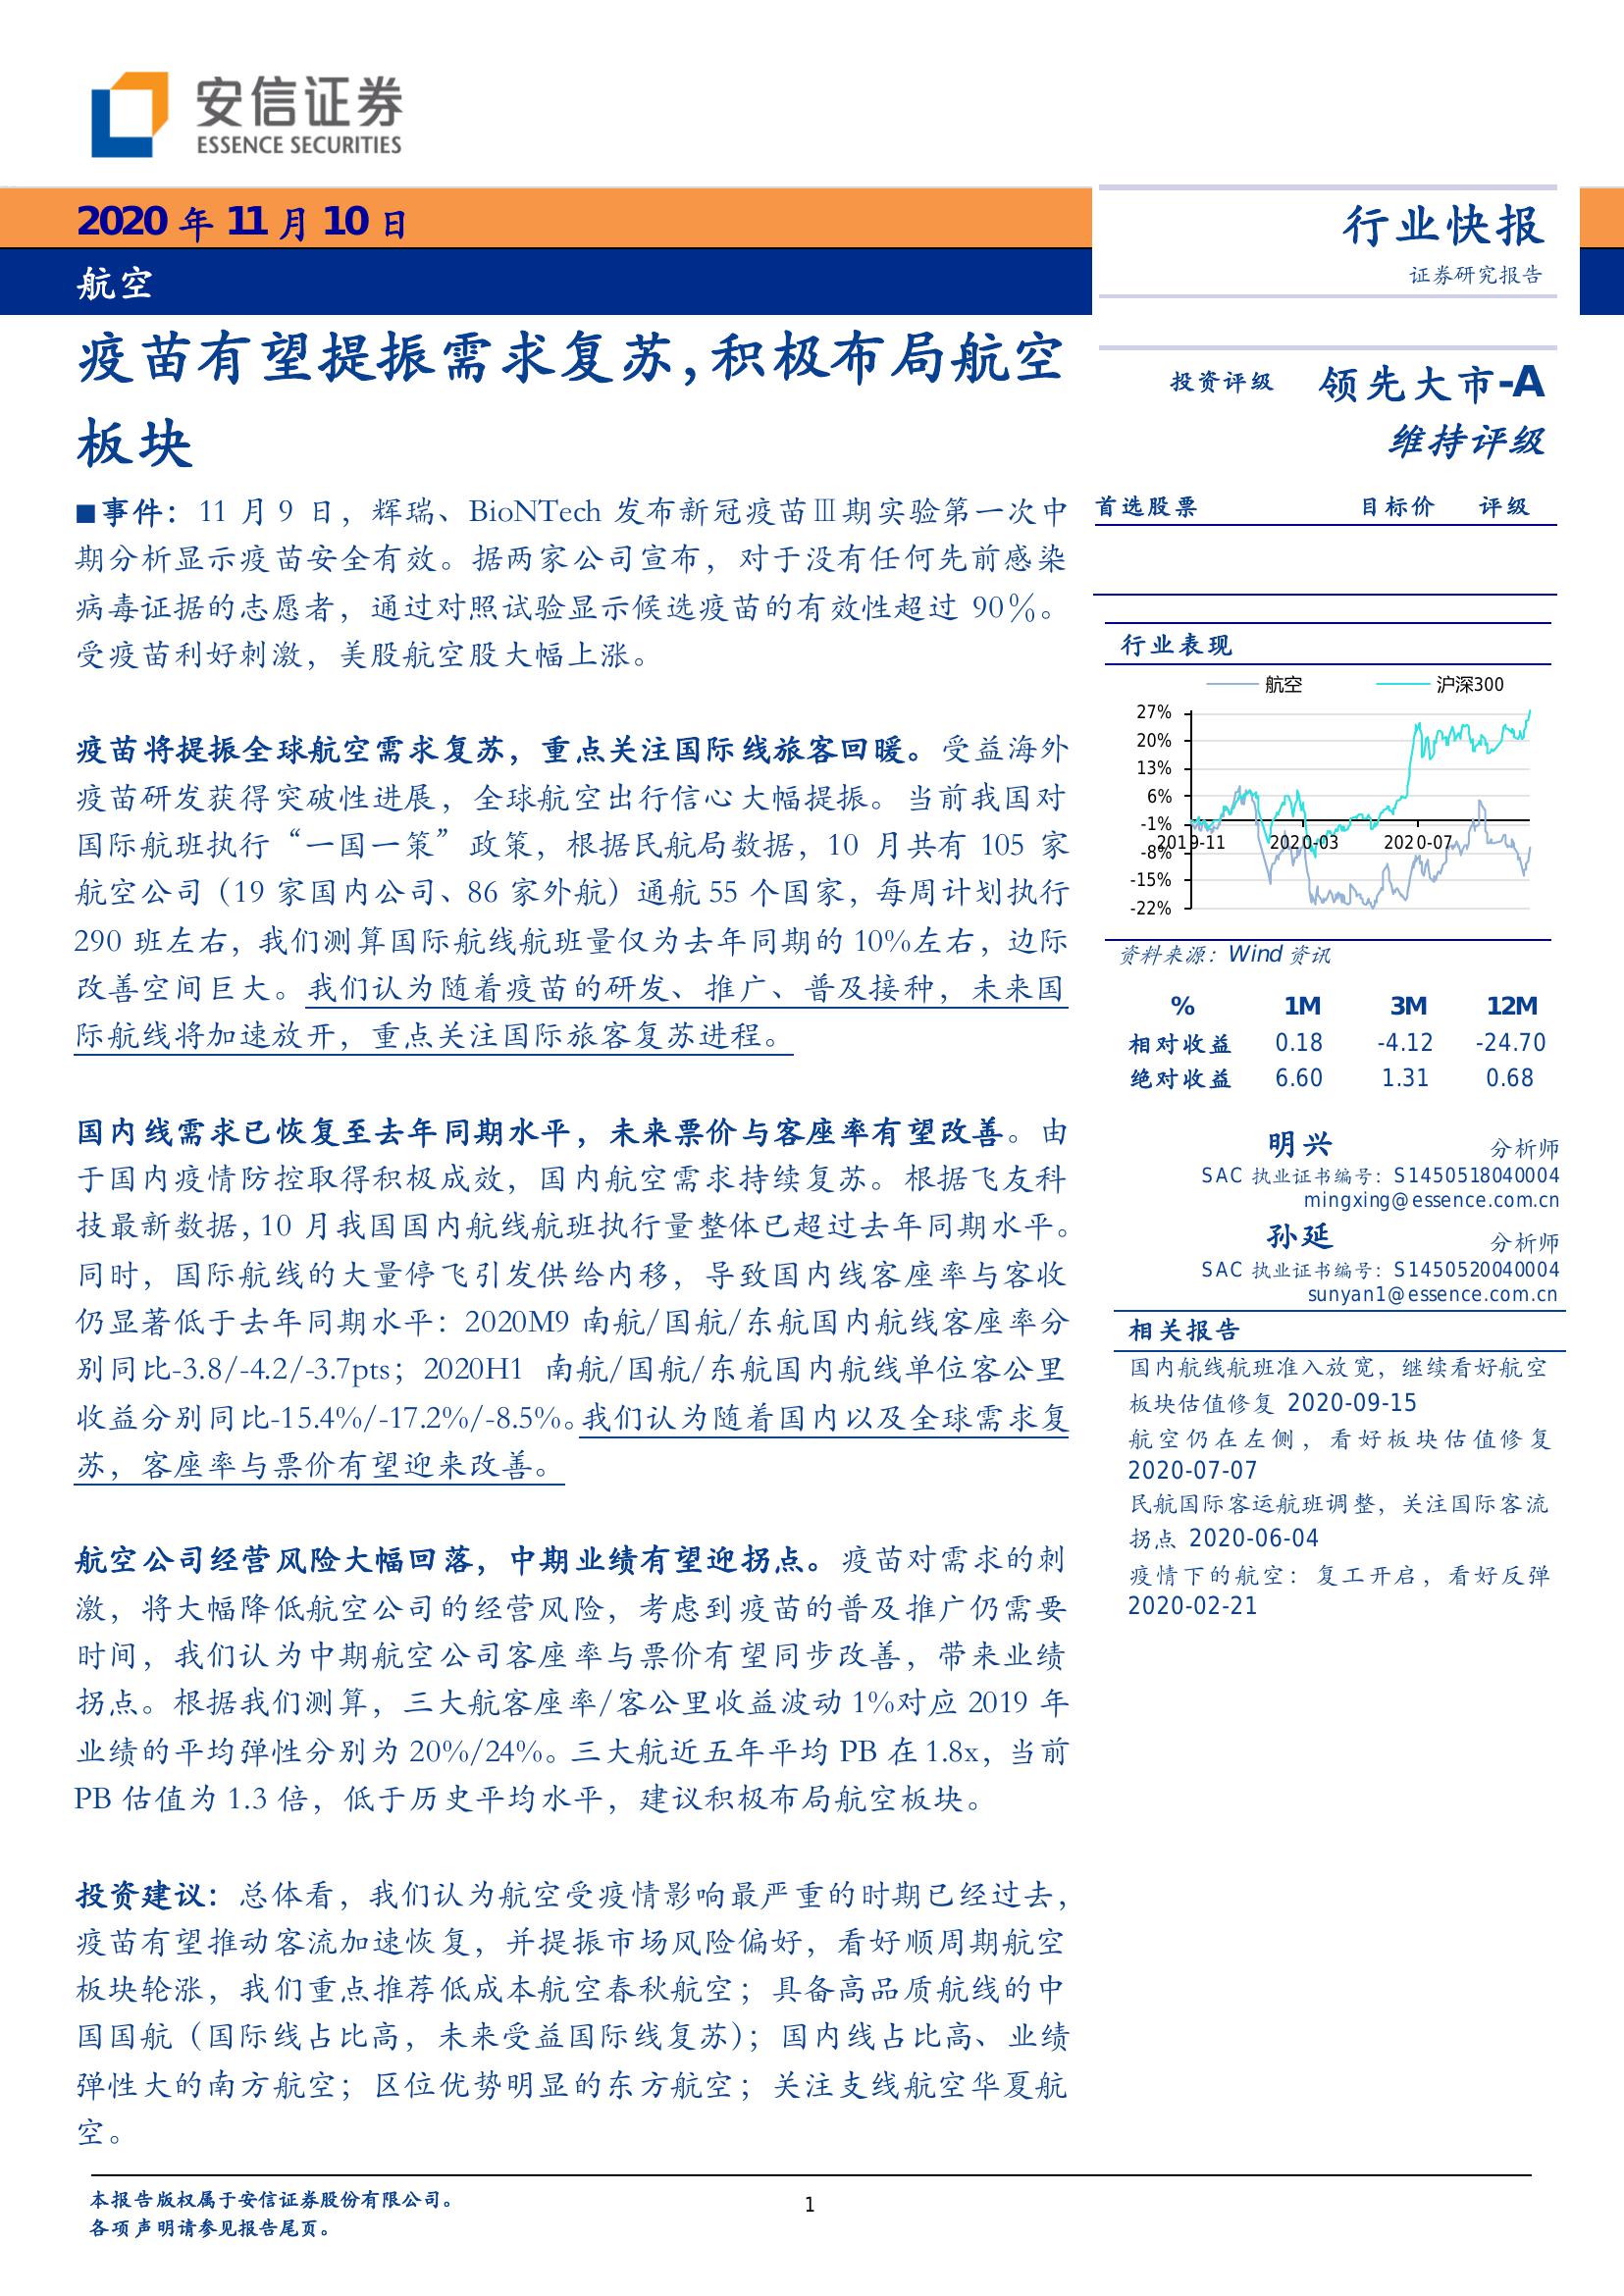 安信证券
ESSENCE SECURITIES
2020 年 11 月 10 日
航空
疫苗有望提振需求复苏,积极布局航空
板块
■事件：11 月 9 日，辉瑞、BioNTech 发布新冠疫苗Ⅲ期实验第一次中
期分析显示疫苗安全有效。据两家公司宣布，对于没有任何先前感染
病毒证据的志愿者，通过对照试验显示候选疫苗的有效性超过 90％。
受疫苗利好刺激，美股航空股大幅上涨。
疫苗将提振全球航空需求复苏，重点关注国际线旅客回暖。受益海外
疫苗研发获得突破性进展，全球航空出行信心大幅提振。当前我国对
国际航班执行“一国一策”政策，根据民航局数据，10 月共有 105 家
航空公司（19 家国内公司、86 家外航）通航 55 个国家，每周计划执行
290 班左右，我们测算国际航线航班量仅为去年同期的 10%左右，边际
改善空间巨大。我们认为随着疫苗的研发、推广、普及接种，未来国
际航线将加速放开，重点关注国际旅客复苏进程。
国内线需求已恢复至去年同期水平，未来票价与客座率有望改善。由
于国内疫情防控取得积极成效，国内航空需求持续复苏。根据飞友科
技最新数据，10 月我国国内航线航班执行量整体已超过去年同期水平。
同时，国际航线的大量停飞引发供给内移，导致国内线客座率与客收
仍显著低于去年同期水平：2020M9 南航/国航/东航国内航线客座率分
别同比-3.8/-4.2/-3.7pts；2020H1 南航/国航/东航国内航线单位客公里
收益分别同比-15.4%/-17.2%/-8.5%。我们认为随着国内以及全球需求复
苏，客座率与票价有望迎来改善。
航空公司经营风险大幅回落，中期业绩有望迎拐点。疫苗对需求的刺
激，将大幅降低航空公司的经营风险，考虑到疫苗的普及推广仍需要
时间，我们认为中期航空公司客座率与票价有望同步改善，带来业绩
拐点。根据我们测算，三大航客座率/客公里收益波动 1%对应 2019 年
业绩的平均弹性分别为 20%/24%。三大航近五年平均 PB 在 1.8x，当前
PB 估值为 1.3 倍，低于历史平均水平，建议积极布局航空板块。
投资建议：总体看，我们认为航空受疫情影响最严重的时期已经过去，
疫苗有望推动客流加速恢复，并提振市场风险偏好，看好顺周期航空
板块轮涨，我们重点推荐低成本航空春秋航空；具备高品质航线的中
国国航（国际线占比高，未来受益国际线复苏）；国内线占比高、业绩
弹性大的南方航空；区位优势明显的东方航空；关注支线航空华夏航
空。
行业快报
证券研究报告
投资评级 领先大市-A
维持评级
首选股票 目标价 评级
行业表现
航空 沪深300
27%
20%
13%
6%
-1%
2019-11 2020-03 2020-07
-8%
-15%
-22%
资料来源：Wind 资讯
% 1M 3M 12M
相对收益 0.18 -4.12 -24.70
绝对收益 6.60 1.31 0.68
明兴 分析师
SAC 执业证书编号：S1450518040004
mingxing@essence.com.cn
孙延 分析师
SAC 执业证书编号：S1450520040004
sunyan1@essence.com.cn
相关报告
国内航线航班准入放宽，继续看好航空
板块估值修复 2020-09-15
航空仍在左侧，看好板块估值修复
2020-07-07
民航国际客运航班调整，关注国际客流
拐点 2020-06-04
疫情下的航空：复工开启，看好反弹
2020-02-21
本报告版权属于安信证券股份有限公司。
各项声明请参见报告尾页。
1